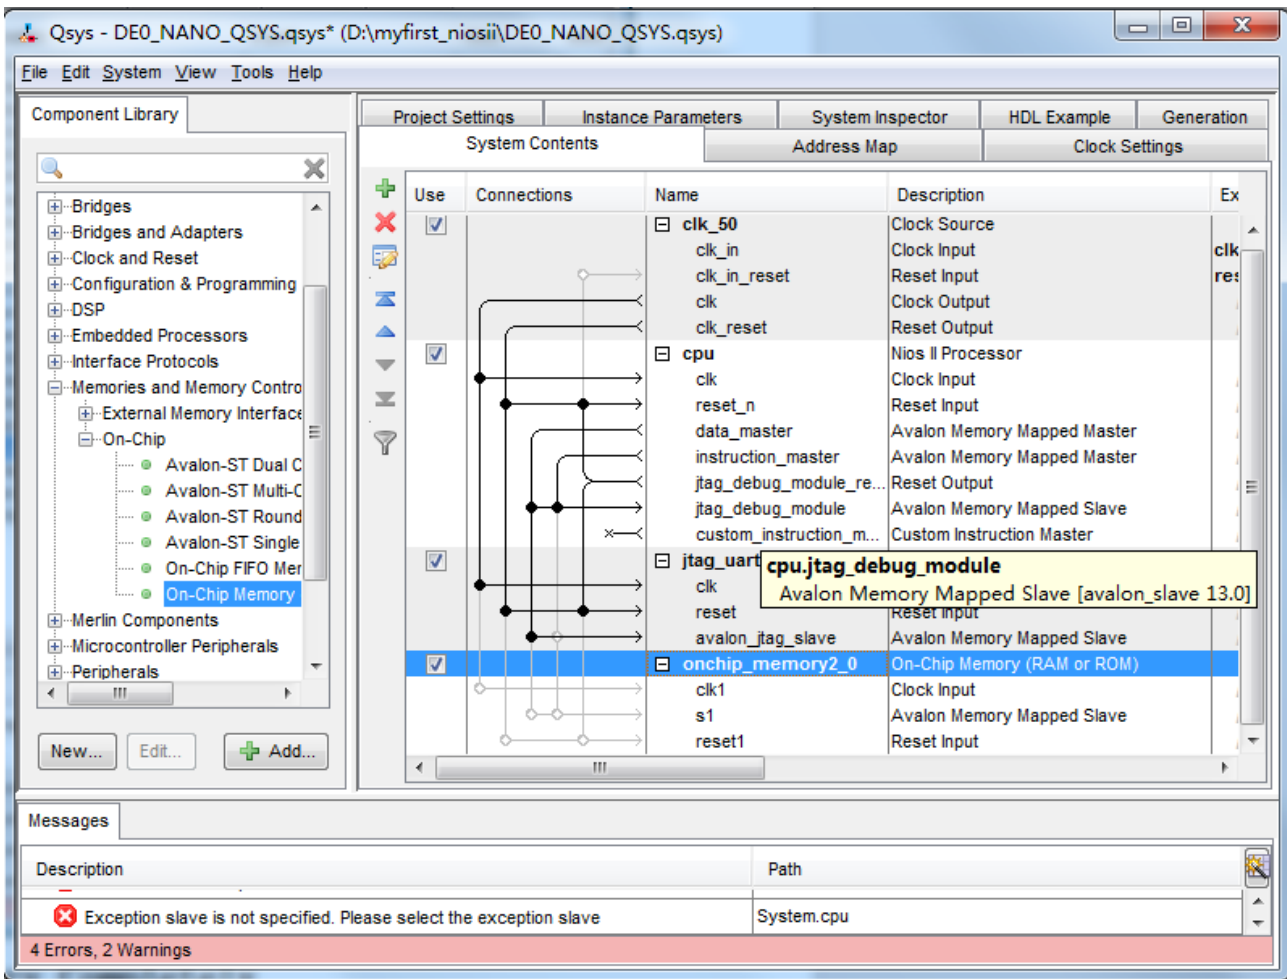 Qsys - DE0_NANO_QSYS.qsys* (D:\myfirst_niosii\DE0_NANO_QSYS.qsys)
File Edit System View Tools Help
Component Library
Project Settings Instance Parameters System Inspector HDL Example Generation
System Contents Address Map Clock Settings
Use Connections Name Description Ex
Bridges
Bridges and Adapters
Clock and Reset
Configuration & Programming
DSP
Embedded Processors
Interface Protocols
Memories and Memory Contro
External Memory Interface
On-Chip
Avalon-ST Dual C
Avalon-ST Multi-C
Avalon-ST Round
Avalon-ST Single
On-Chip FIFO Mer
On-Chip Memory
Merlin Components
Microcontroller Peripherals
Peripherals
New... Edit... Add...
clk_50 Clock Source
clk_in Clock Input clk
clk_in_reset Reset Input res
clk Clock Output
clk_reset Reset Output
cpu Nios II Processor
clk Clock Input
reset_n Reset Input
data_master Avalon Memory Mapped Master
instruction_master Avalon Memory Mapped Master
jtag_debug_module_re... Reset Output
jtag_debug_module Avalon Memory Mapped Slave
custom_instruction_m... Custom Instruction Master
jtag_uart
cpu.jtag_debug_module
clk
Avalon Memory Mapped Slave [avalon_slave 13.0]
reset Reset Input
avalon_jtag_slave Avalon Memory Mapped Slave
onchip_memory2_0 On-Chip Memory (RAM or ROM)
clk1 Clock Input
s1 Avalon Memory Mapped Slave
reset1 Reset Input
Messages
Description Path
Exception slave is not specified. Please select the exception slave System.cpu
4 Errors, 2 Warnings